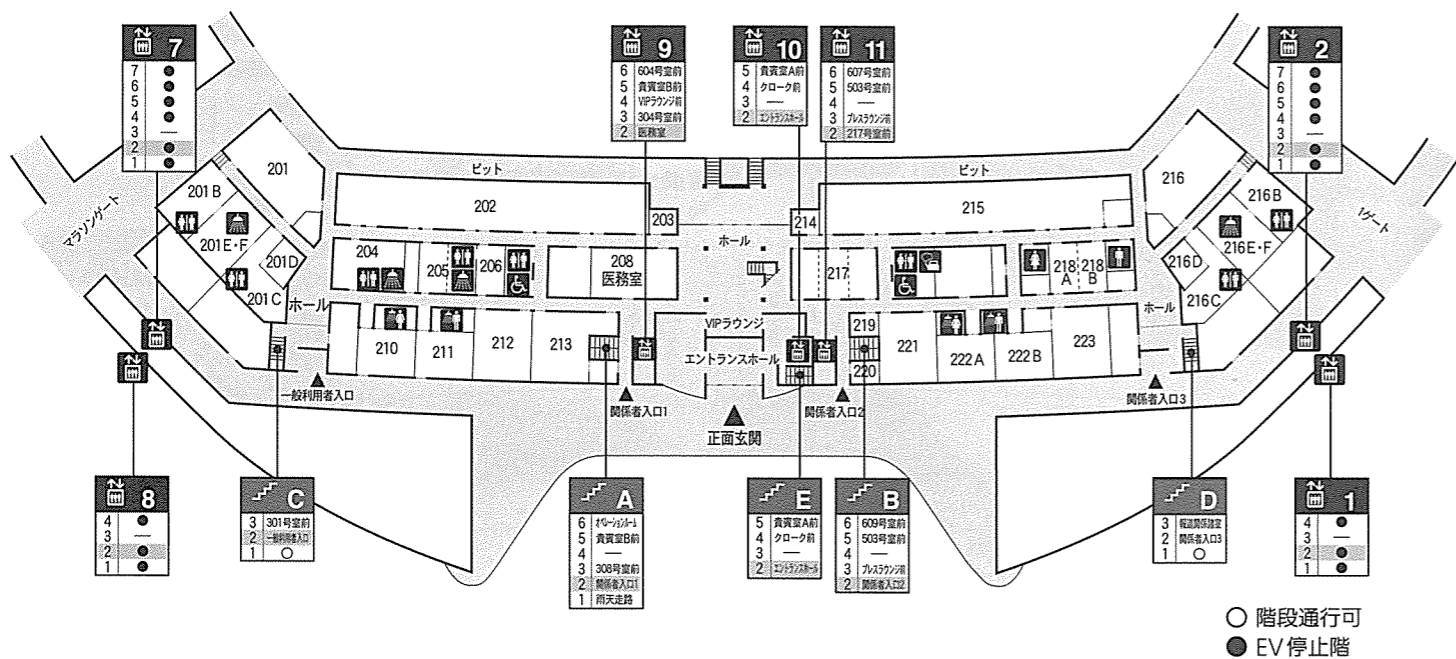 7
7 ●
6 ●
5 ●
4 ●
3 —
2 ●
1 ●
9
6 604号室前
5 貴賓室B前
4 VIPラウンジ前
3 304号室前
2 医務室
10
5 貴賓室A前
4 クローク前
3 —
2 エントランスホール
11
6 607号室前
5 503号室前
4 —
3 プレスラウンジ前
2 217号室前
2
7 ●
6 ●
5 ●
4 ●
3 —
2 ●
1 ●
マラソンゲート
201
201B
201E・F
201D
201C
ホール
ピット
202
203
204
205
206
208
医務室
210
211
212
213
ホール
VIPラウンジ
エントランスホール
ピット
214
215
217
218A
218B
219
220
221
222A
222B
223
216
216B
216E・F
216D
216C
ホール
1ゲート
一般利用者入口
関係者入口1
正面玄関
関係者入口2
関係者入口3
8
4 ●
3 —
2 ●
1 ●
C
3 301号室前
2 一般利用者入口
1 ○
A
6 オペレーションルーム
5 貴賓室B前
4 —
3 308号室前
2 関係者入口1
1 雨天走路
E
5 貴賓室A前
4 クローク前
3 —
2 エントランスホール
B
6 609号室前
5 503号室前
4 —
3 プレスラウンジ前
2 関係者入口2
D
3 報道関係諸室
2 関係者入口3
1 ○
1
4 ●
3 —
2 ●
1 ●
○ 階段通行可
● EV停止階